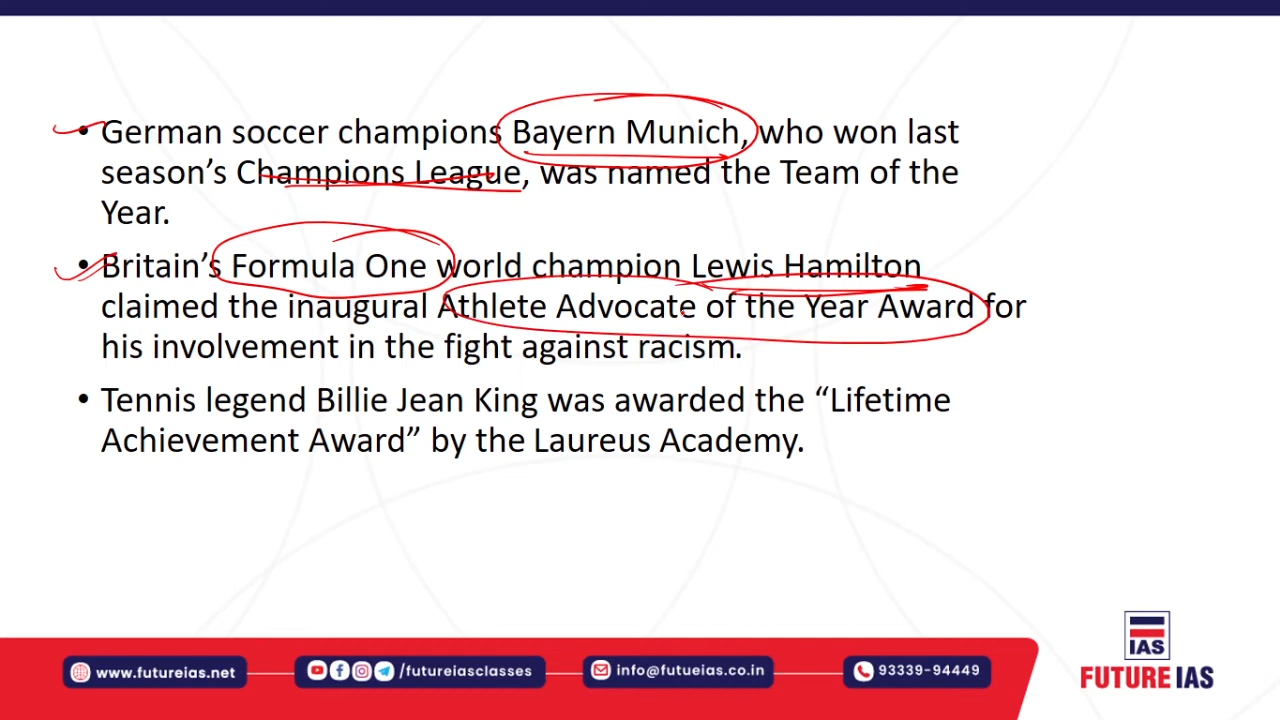 • German soccer champions Bayern Munich, who won last
season’s Champions League, was named the Team of the
Year.
• Britain’s Formula One world champion Lewis Hamilton
claimed the inaugural Athlete Advocate of the Year Award for
his involvement in the fight against racism.
• Tennis legend Billie Jean King was awarded the “Lifetime
Achievement Award” by the Laureus Academy.
IAS
FUTURE IAS
www.futureias.net
/futureiasclasses
info@futueias.co.in
93339-94449